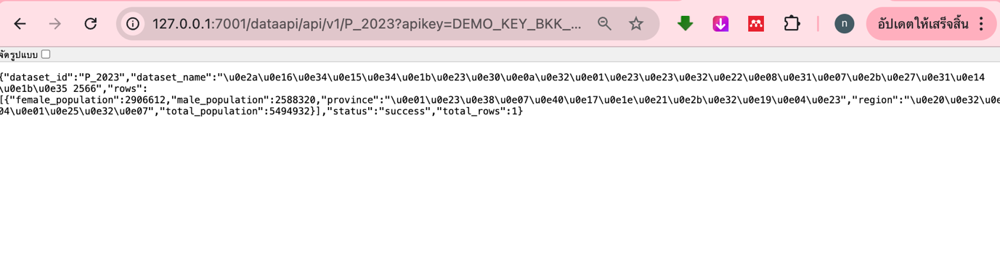 127.0.0.1:7001/dataapi/api/v1/P_2023?apikey=DEMO_KEY_BKK_...
n
อัปเดตให้เสร็จสิ้น
จัดรูปแบบ
{"dataset_id":"P_2023","dataset_name":"\u0e2a\u0e16\u0e34\u0e15\u0e34\u0e1b\u0e23\u0e30\u0e0a\u0e32\u0e01\u0e23\u0e23\u0e32\u0e22\u0e08\u0e31\u0e07\u0e2b\u0e27\u0e31\u0e14
\u0e1b\u0e35 2566","rows":
[{"female_population":2906612,"male_population":2588320,"province":"\u0e01\u0e23\u0e38\u0e07\u0e40\u0e17\u0e1e\u0e21\u0e2b\u0e32\u0e19\u0e04\u0e23","region":"\u0e20\u0e32\u0e
04\u0e01\u0e25\u0e32\u0e07","total_population":5494932}],"status":"success","total_rows":1}